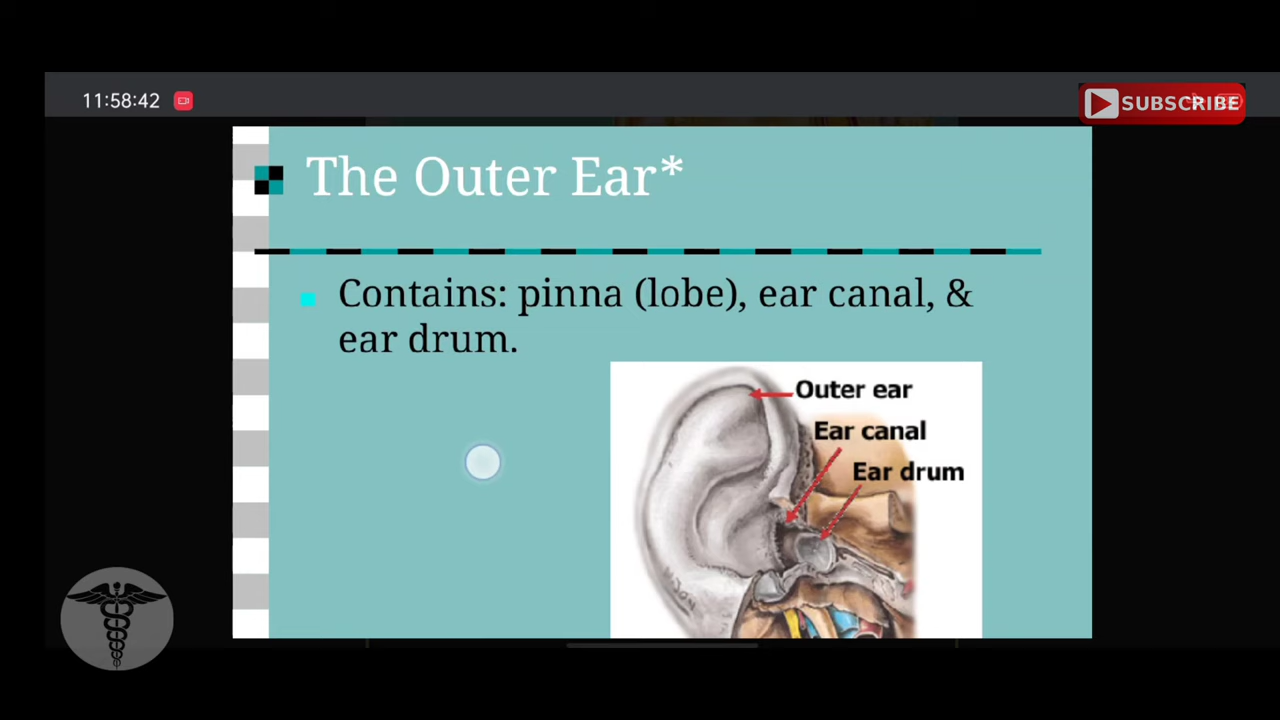 11:58:42
SUBSCRIBE
The Outer Ear*
Contains: pinna (lobe), ear canal, &
ear drum.
Outer ear
Ear canal
Ear drum